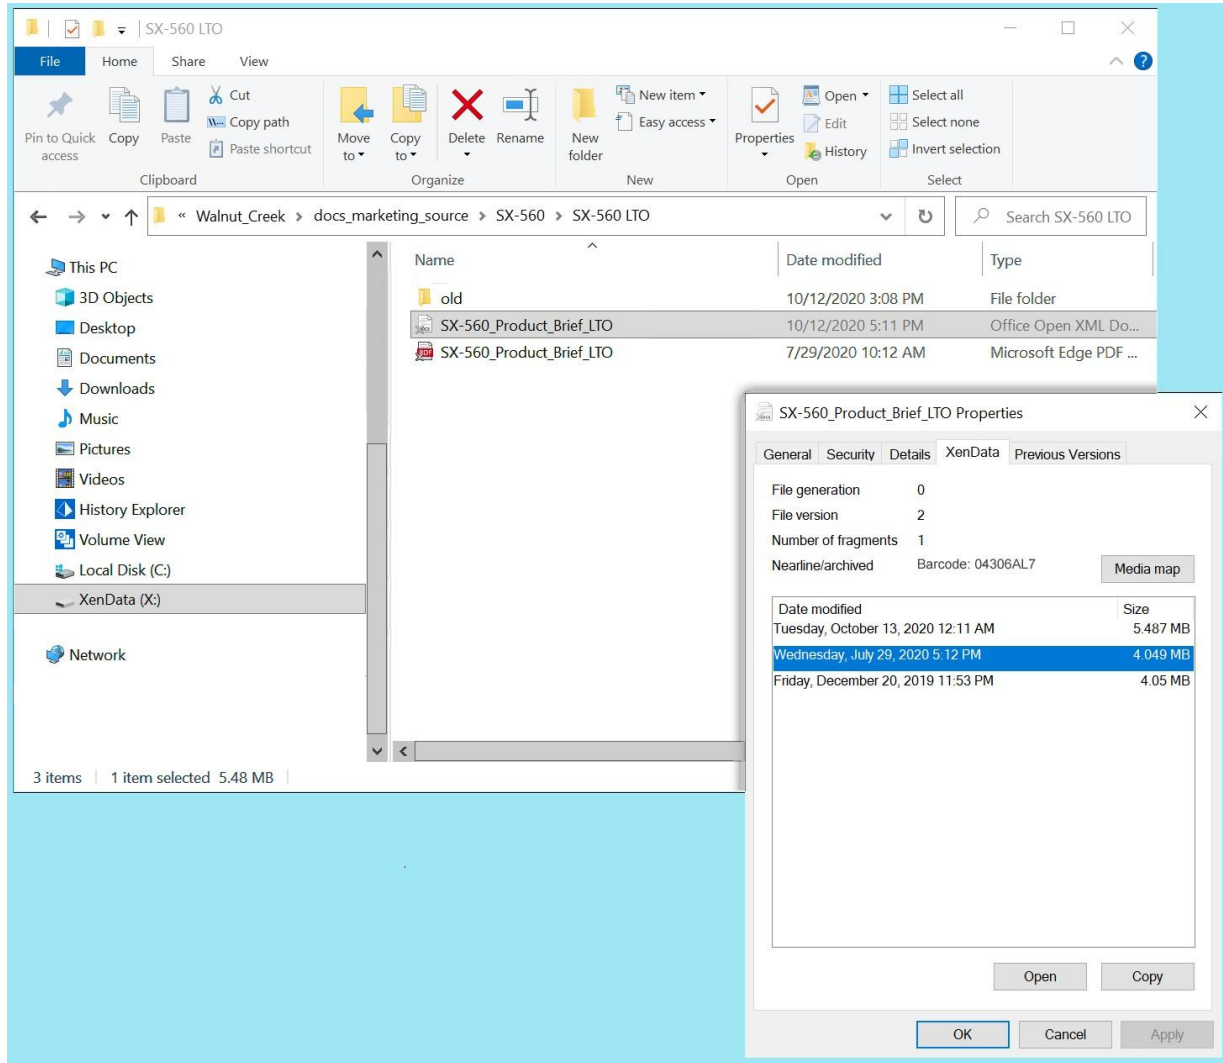 SX-560 LTO
File Home Share View
Pin to Quick access
Copy
Paste
Cut
Copy path
Paste shortcut
Clipboard
Move to
Copy to
Delete
Rename
Organize
New folder
New item
Easy access
New
Properties
Open
Edit
History
Open
Select all
Select none
Invert selection
Select
« Walnut_Creek > docs_marketing_source > SX-560 > SX-560 LTO
Search SX-560 LTO
This PC
3D Objects
Desktop
Documents
Downloads
Music
Pictures
Videos
History Explorer
Volume View
Local Disk (C:)
XenData (X:)
Network
Name Date modified Type
old 10/12/2020 3:08 PM File folder
SX-560_Product_Brief_LTO 10/12/2020 5:11 PM Office Open XML Do...
SX-560_Product_Brief_LTO 7/29/2020 10:12 AM Microsoft Edge PDF ...
3 items 1 item selected 5.48 MB
SX-560_Product_Brief_LTO Properties
General Security Details XenData Previous Versions
File generation 0
File version 2
Number of fragments 1
Nearline/archived Barcode: 04306AL7 Media map
Date modified Size
Tuesday, October 13, 2020 12:11 AM 5.487 MB
Wednesday, July 29, 2020 5:12 PM 4.049 MB
Friday, December 20, 2019 11:53 PM 4.05 MB
Open Copy
OK Cancel Apply